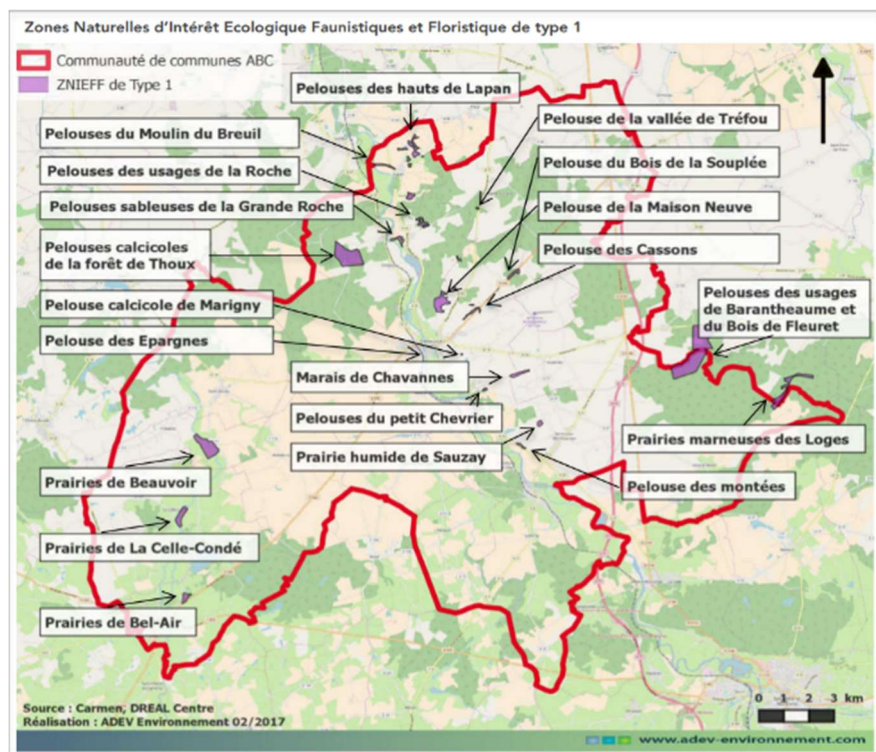 Zones Naturelles d'Intérêt Ecologique Faunistiques et Floristique de type 1
Communauté de communes ABC
ZNIEFF de Type 1
Pelouses des hauts de Lapan
Pelouses du Moulin du Breuil
Pelouse de la vallée de Tréfou
Pelouses des usages de la Roche
Pelouse du Bois de la Souplée
Pelouses sableuses de la Grande Roche
Pelouse de la Maison Neuve
Pelouses calcicoles
de la forêt de Thoux
Pelouse des Cassons
Pelouse calcicole de Marigny
Pelouses des usages
de Barantheaume et
du Bois de Fleuret
Pelouse des Epargnes
Marais de Chavannes
Pelouses du petit Chevrier
Prairies marneuses des Loges
Prairie humide de Sauzay
Prairies de Beauvoir
Pelouse des montées
Prairies de La Celle-Condé
Prairies de Bel-Air
0 1 2 3 km
Source : Carmen, DREAL Centre
Réalisation : ADEV Environnement 02/2017
www.adev-environnement.com